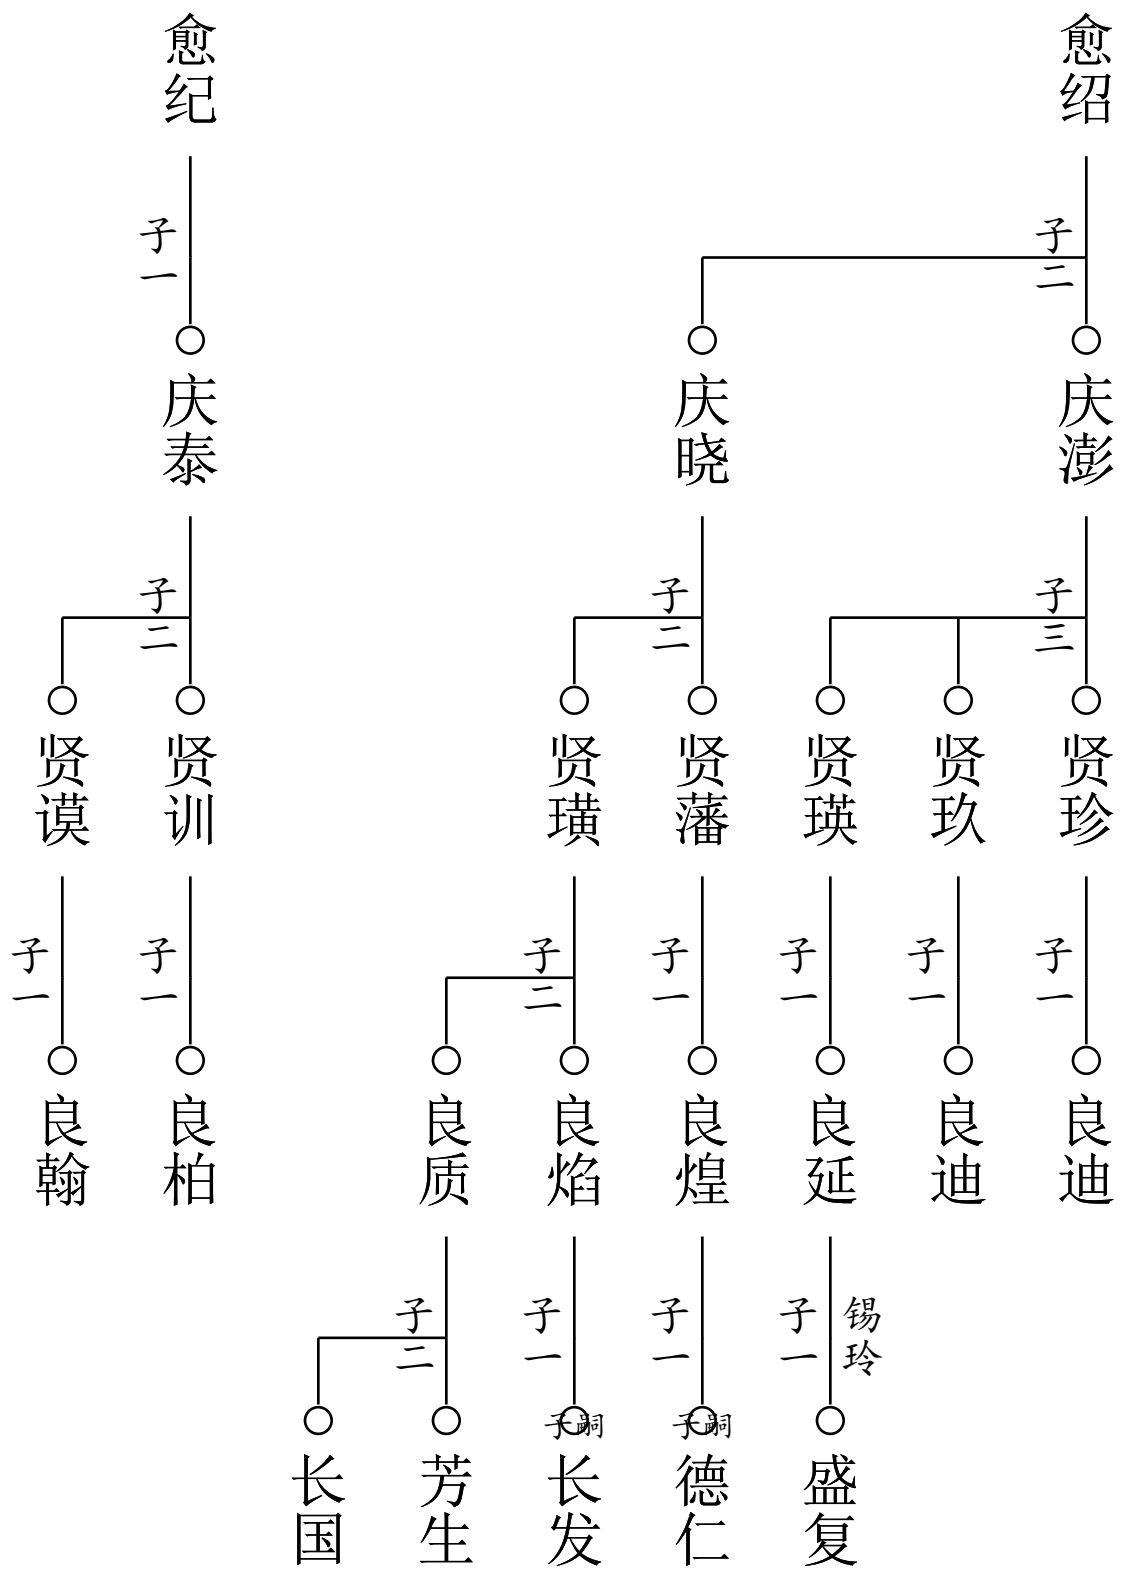 愈绍
愈纪
子二
子一
庆澎
庆晓
庆泰
子三
子二
子二
贤珍
贤玖
贤瑛
贤藩
贤璜
贤训
贤谟
子一
子一
子一
子一
子二
子一
子一
良迪
良迪
良延
良煌
良焰
良质
良柏
良翰
锡玲
子一
子一
子一
子二
嗣子
嗣子
盛复
德仁
长发
芳生
长国